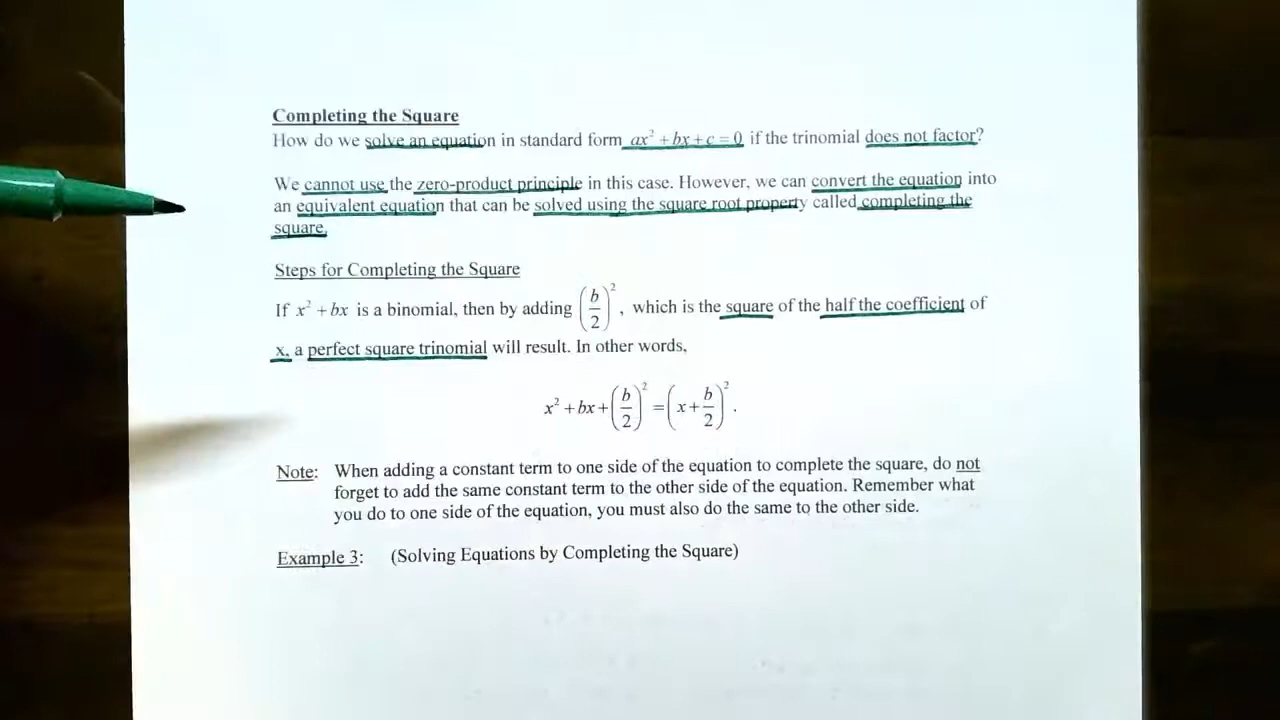 Completing the Square
How do we solve an equation in standard form ax² + bx + c = 0 if the trinomial does not factor?
We cannot use the zero-product principle in this case. However, we can convert the equation into
an equivalent equation that can be solved using the square root property called completing the
square.
Steps for Completing the Square
If x² + bx is a binomial, then by adding (b/2)², which is the square of the half the coefficient of
x, a perfect square trinomial will result. In other words,
x² + bx + (b/2)² = (x + b/2)².
Note: When adding a constant term to one side of the equation to complete the square, do not
forget to add the same constant term to the other side of the equation. Remember what
you do to one side of the equation, you must also do the same to the other side.
Example 3: (Solving Equations by Completing the Square)